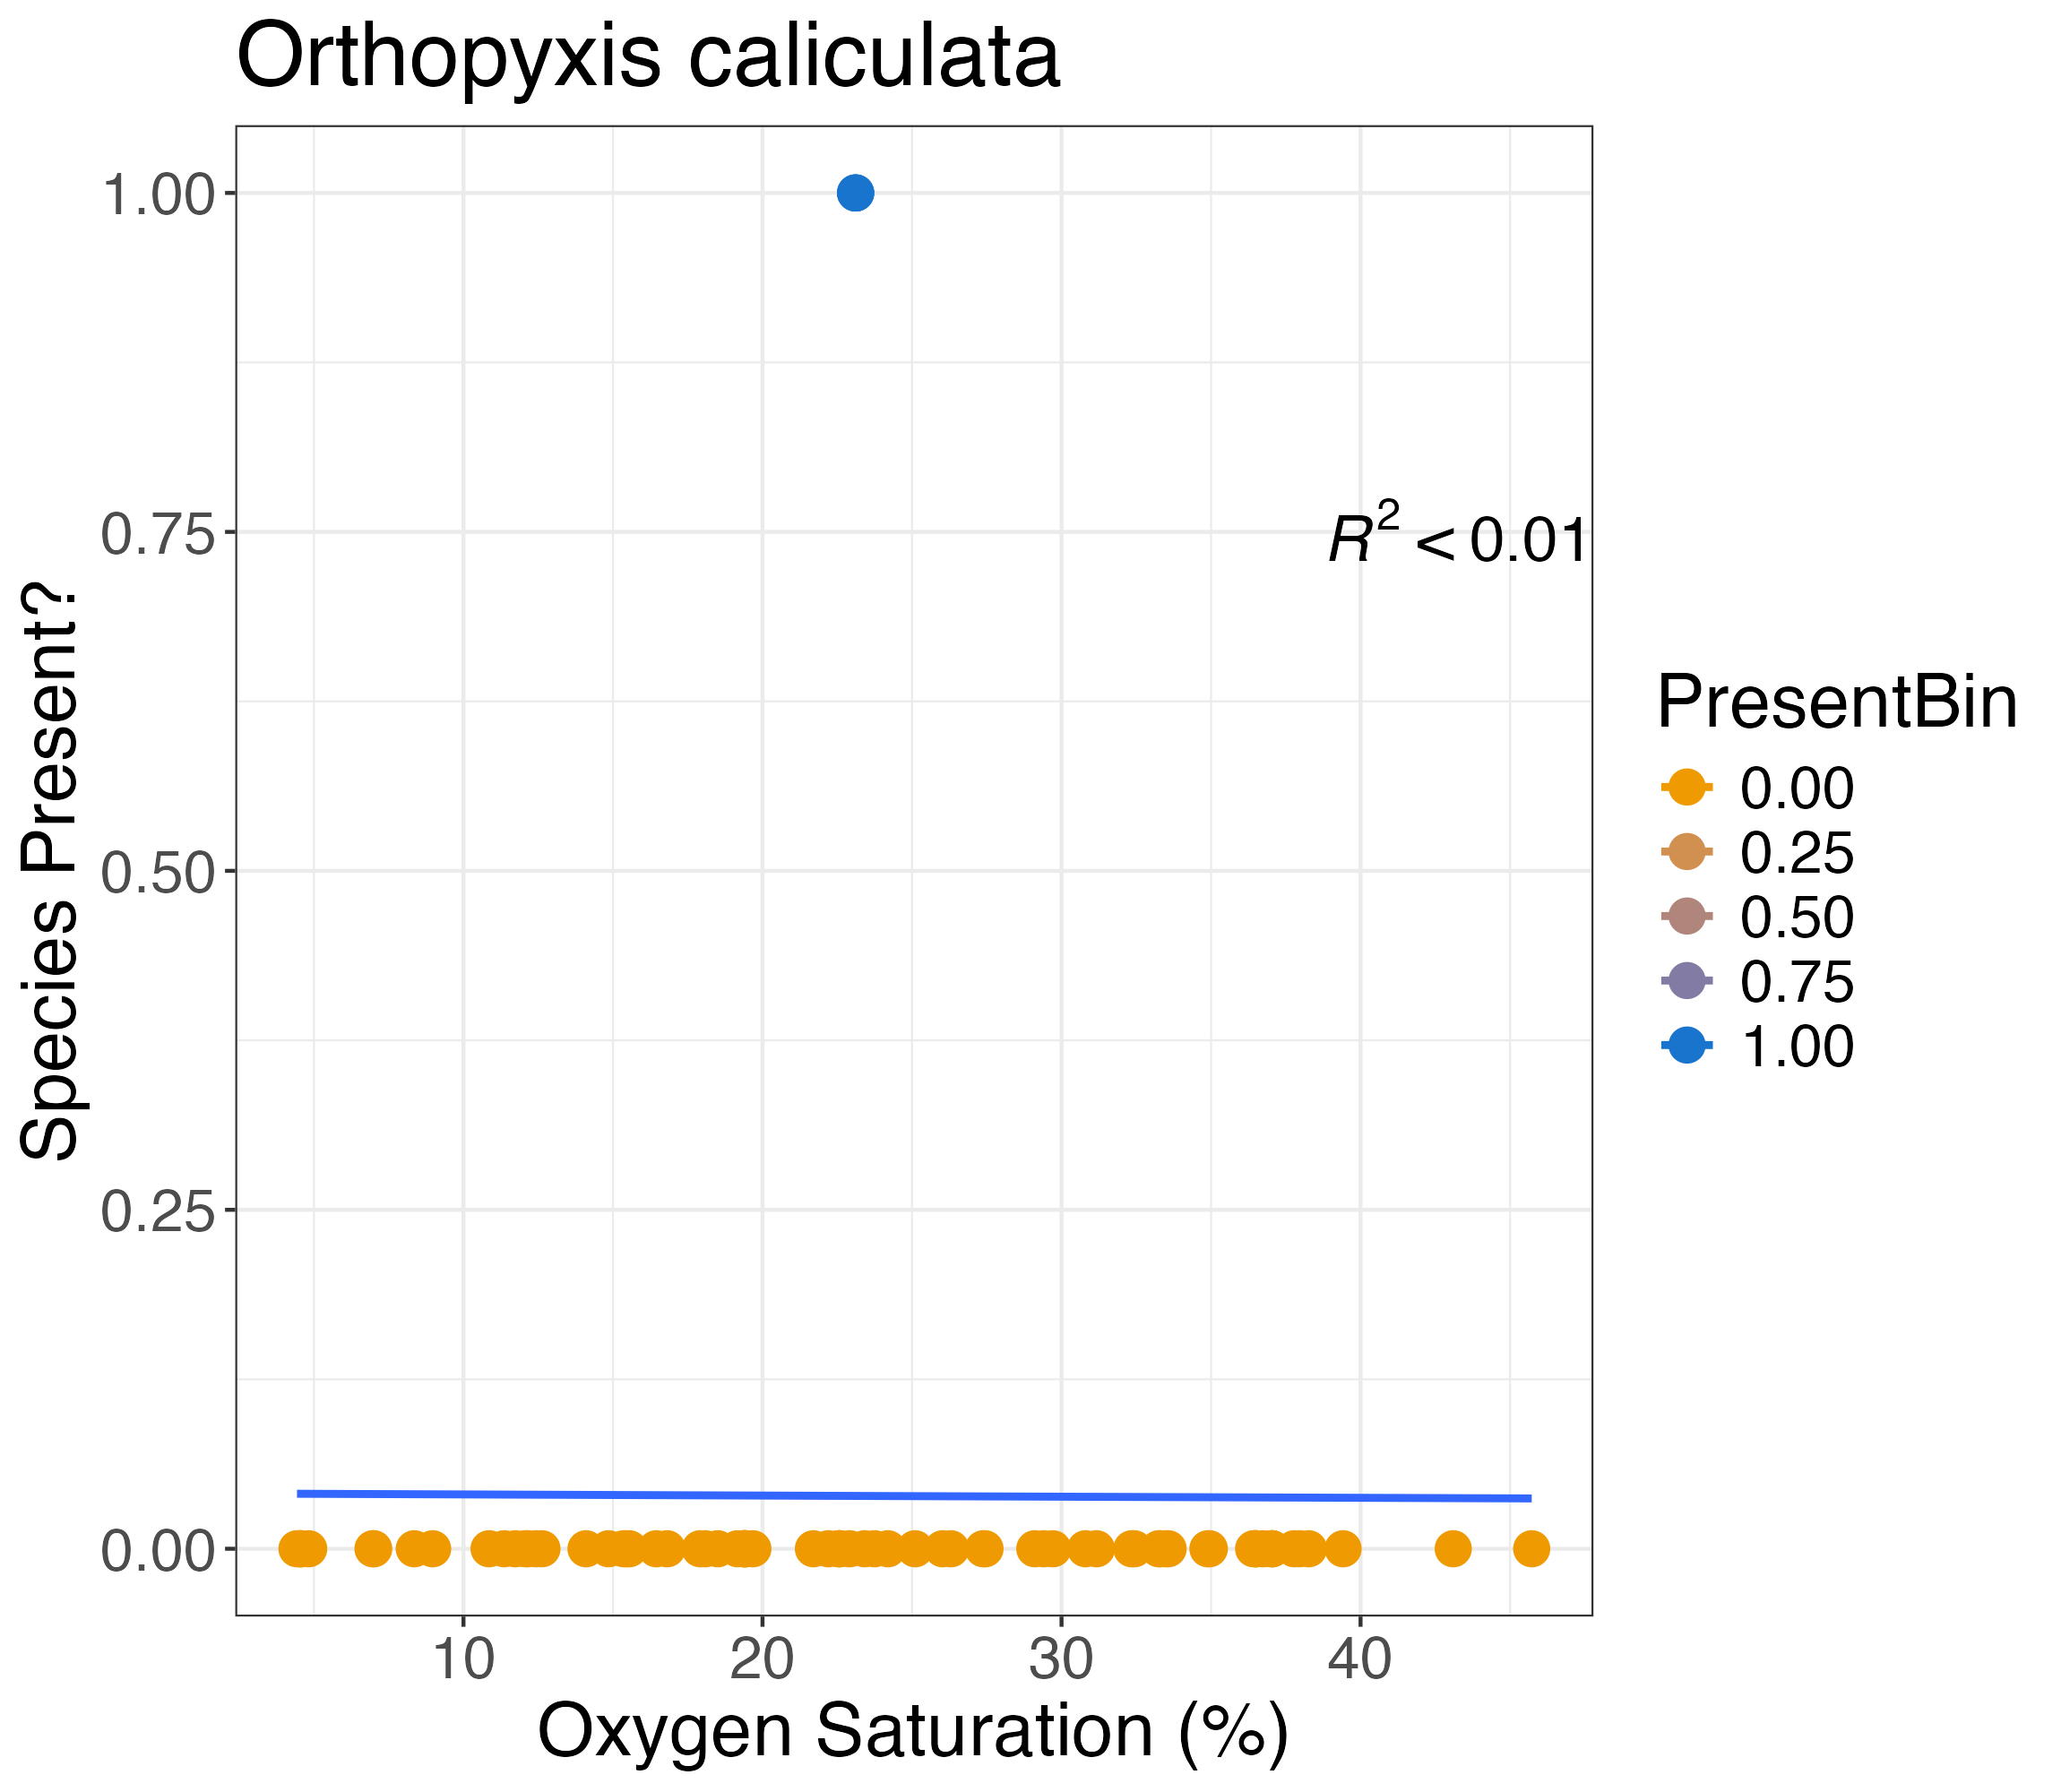 Orthopyxis caliculata
1.00
0.75
0.50
0.25
0.00
Species Present?
R² < 0.01
10 20 30 40
Oxygen Saturation (%)
PresentBin
0.00
0.25
0.50
0.75
1.00